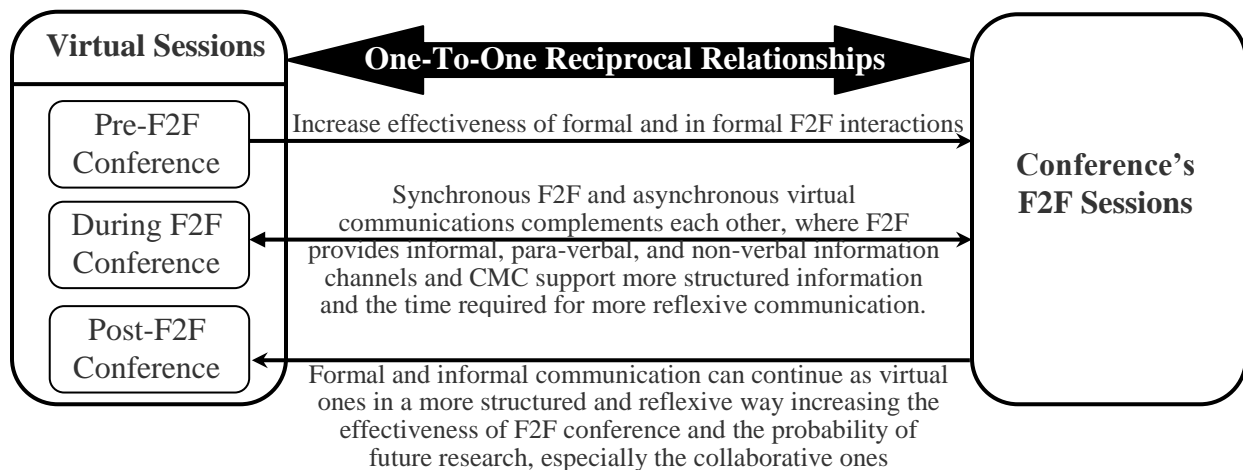 Virtual Sessions
One-To-One Reciprocal Relationships
Pre-F2F
Conference
Increase effectiveness of formal and in formal F2F interactions
During F2F
Conference
Synchronous F2F and asynchronous virtual
communications complements each other, where F2F
provides informal, para-verbal, and non-verbal information
channels and CMC support more structured information
and the time required for more reflexive communication.
Conference’s
F2F Sessions
Post-F2F
Conference
Formal and informal communication can continue as virtual
ones in a more structured and reflexive way increasing the
effectiveness of F2F conference and the probability of
future research, especially the collaborative ones